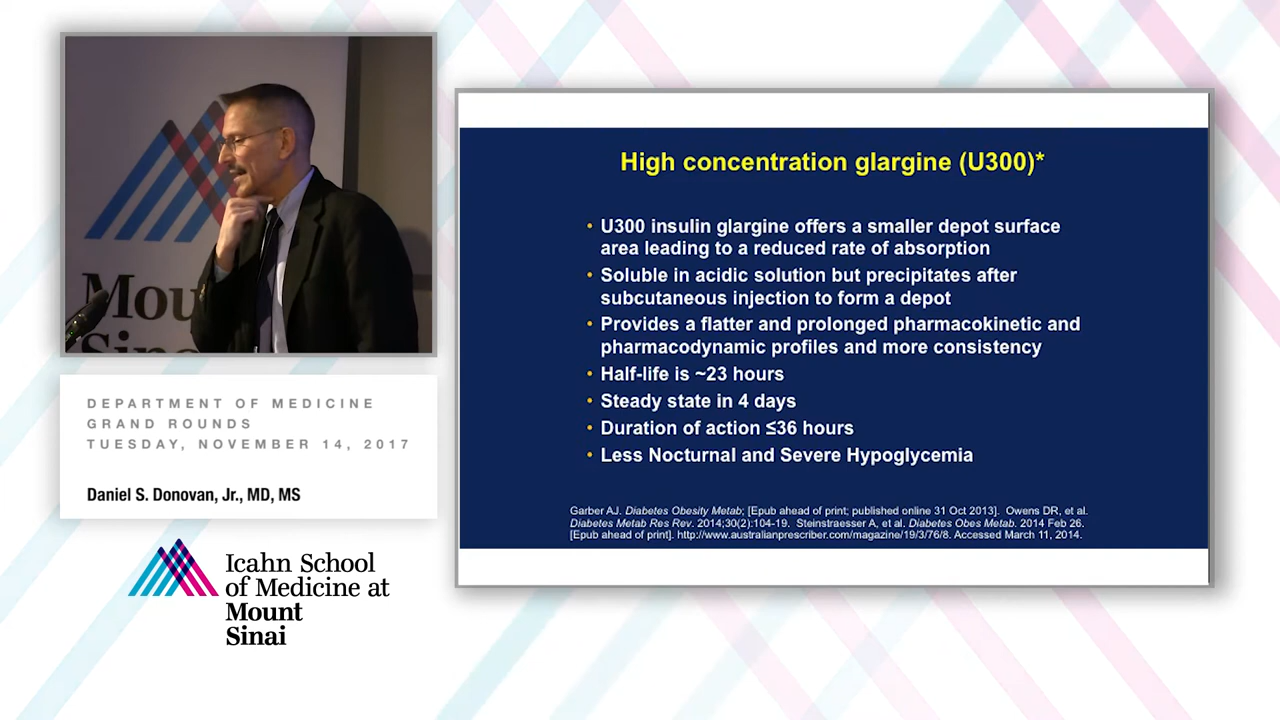 Mou
Sinai
DEPARTMENT OF MEDICINE
GRAND ROUNDS
TUESDAY, NOVEMBER 14, 2017
Daniel S. Donovan, Jr., MD, MS
Icahn School
of Medicine at
Mount
Sinai
High concentration glargine (U300)*
• U300 insulin glargine offers a smaller depot surface
area leading to a reduced rate of absorption
• Soluble in acidic solution but precipitates after
subcutaneous injection to form a depot
• Provides a flatter and prolonged pharmacokinetic and
pharmacodynamic profiles and more consistency
• Half-life is ~23 hours
• Steady state in 4 days
• Duration of action ≤36 hours
• Less Nocturnal and Severe Hypoglycemia
Garber AJ. Diabetes Obesity Metab; [Epub ahead of print; published online 31 Oct 2013]. Owens DR, et al.
Diabetes Metab Res Rev. 2014;30(2):104-19. Steinstraesser A, et al. Diabetes Obes Metab. 2014 Feb 26.
[Epub ahead of print]. http://www.australianprescriber.com/magazine/19/3/76/8. Accessed March 11, 2014.